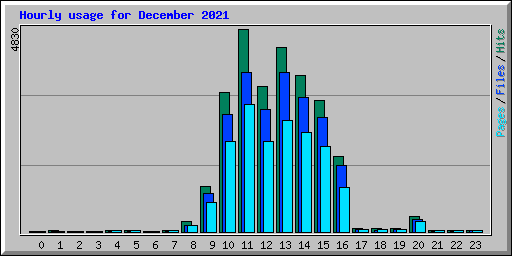 Hourly usage for December 2021
4830
Pages / Files / Hits
0 1 2 3 4 5 6 7 8 9 10 11 12 13 14 15 16 17 18 19 20 21 22 23